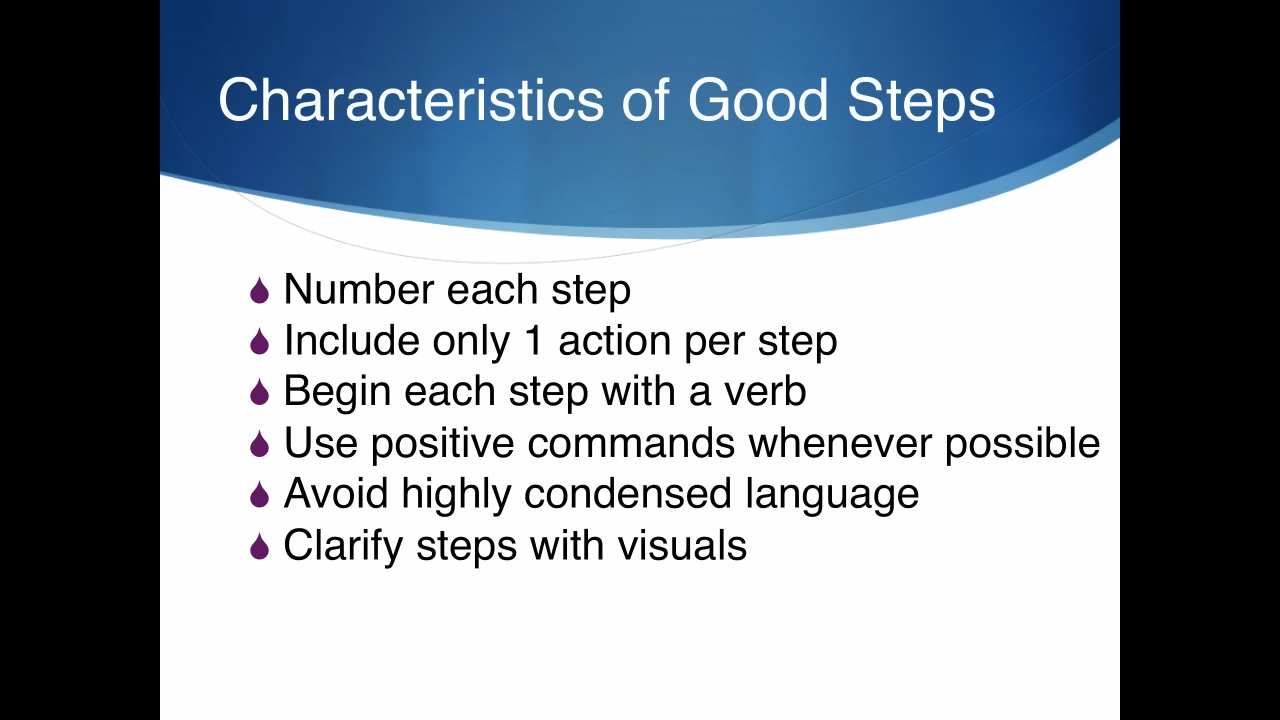 Characteristics of Good Steps
Number each step
Include only 1 action per step
Begin each step with a verb
Use positive commands whenever possible
Avoid highly condensed language
Clarify steps with visuals